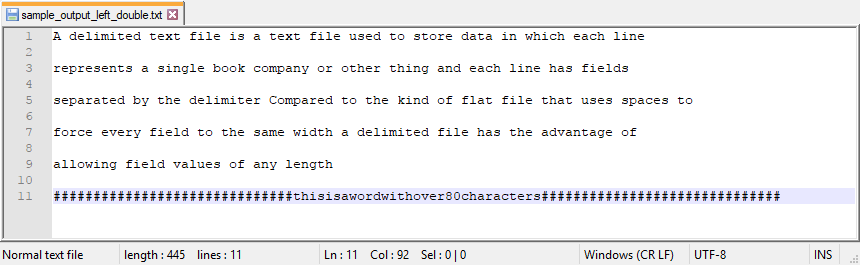 sample_output_left_double.txt
1 A delimited text file is a text file used to store data in which each line
2
3 represents a single book company or other thing and each line has fields
4
5 separated by the delimiter Compared to the kind of flat file that uses spaces to
6
7 force every field to the same width a delimited file has the advantage of
8
9 allowing field values of any length
10
11 ##############################thisisawordwithover80characters##############################
Normal text file length : 445 lines : 11 Ln : 11 Col : 92 Sel : 0 | 0 Windows (CR LF) UTF-8 INS